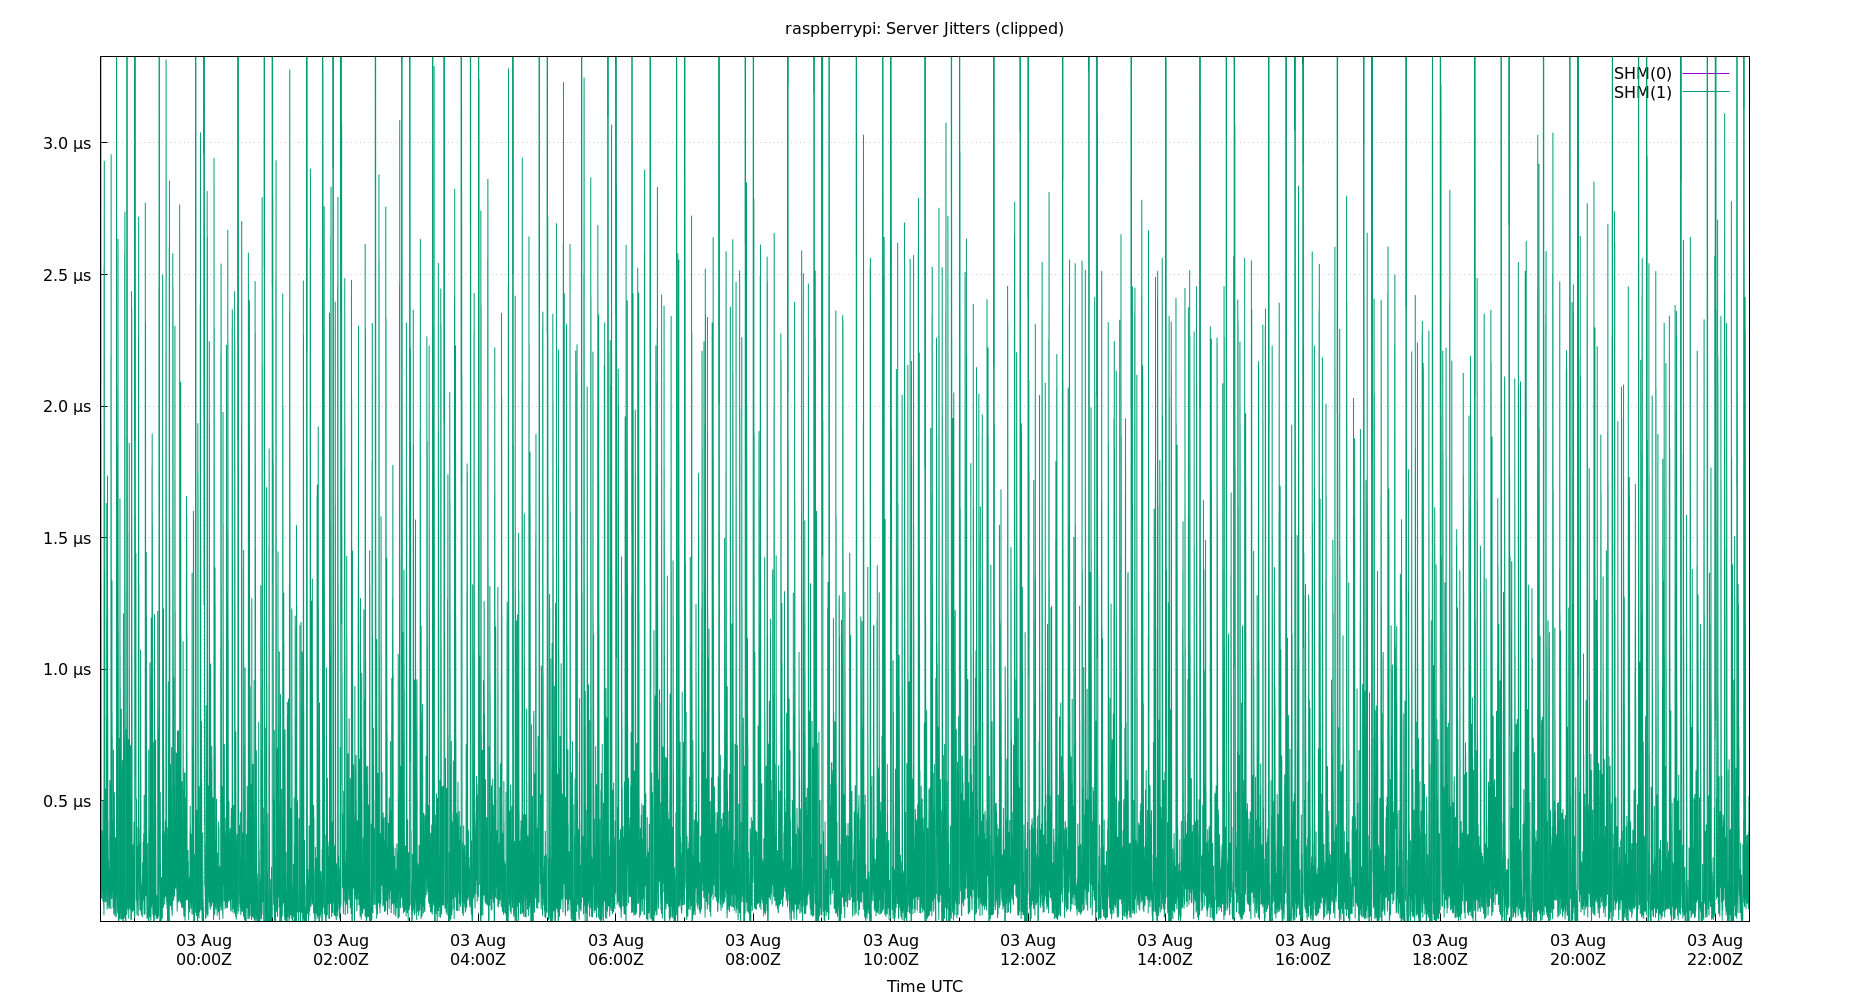 raspberrypi: Server Jitters (clipped)
SHM(0)
SHM(1)
3.0 µs
2.5 µs
2.0 µs
1.5 µs
1.0 µs
0.5 µs
03 Aug 03 Aug 03 Aug 03 Aug 03 Aug 03 Aug 03 Aug 03 Aug 03 Aug 03 Aug 03 Aug 03 Aug
00:00Z 02:00Z 04:00Z 06:00Z 08:00Z 10:00Z 12:00Z 14:00Z 16:00Z 18:00Z 20:00Z 22:00Z
Time UTC